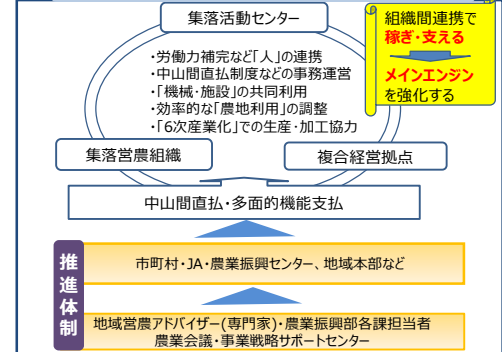 集落活動センター
組織間連携で
稼ぎ・支える
メインエンジン
を強化する
・労働力補完など「人」の連携
・中山間直払制度などの事務運営
・「機械・施設」の共同利用
・効率的な「農地利用」の調整
・「6次産業化」での生産・加工協力
集落営農組織
複合経営拠点
中山間直払・多面的機能支払
推進体制
市町村・JA・農業振興センター、地域本部など
地域営農アドバイザー(専門家)・農業振興部各課担当者
農業会議・事業戦略サポートセンター